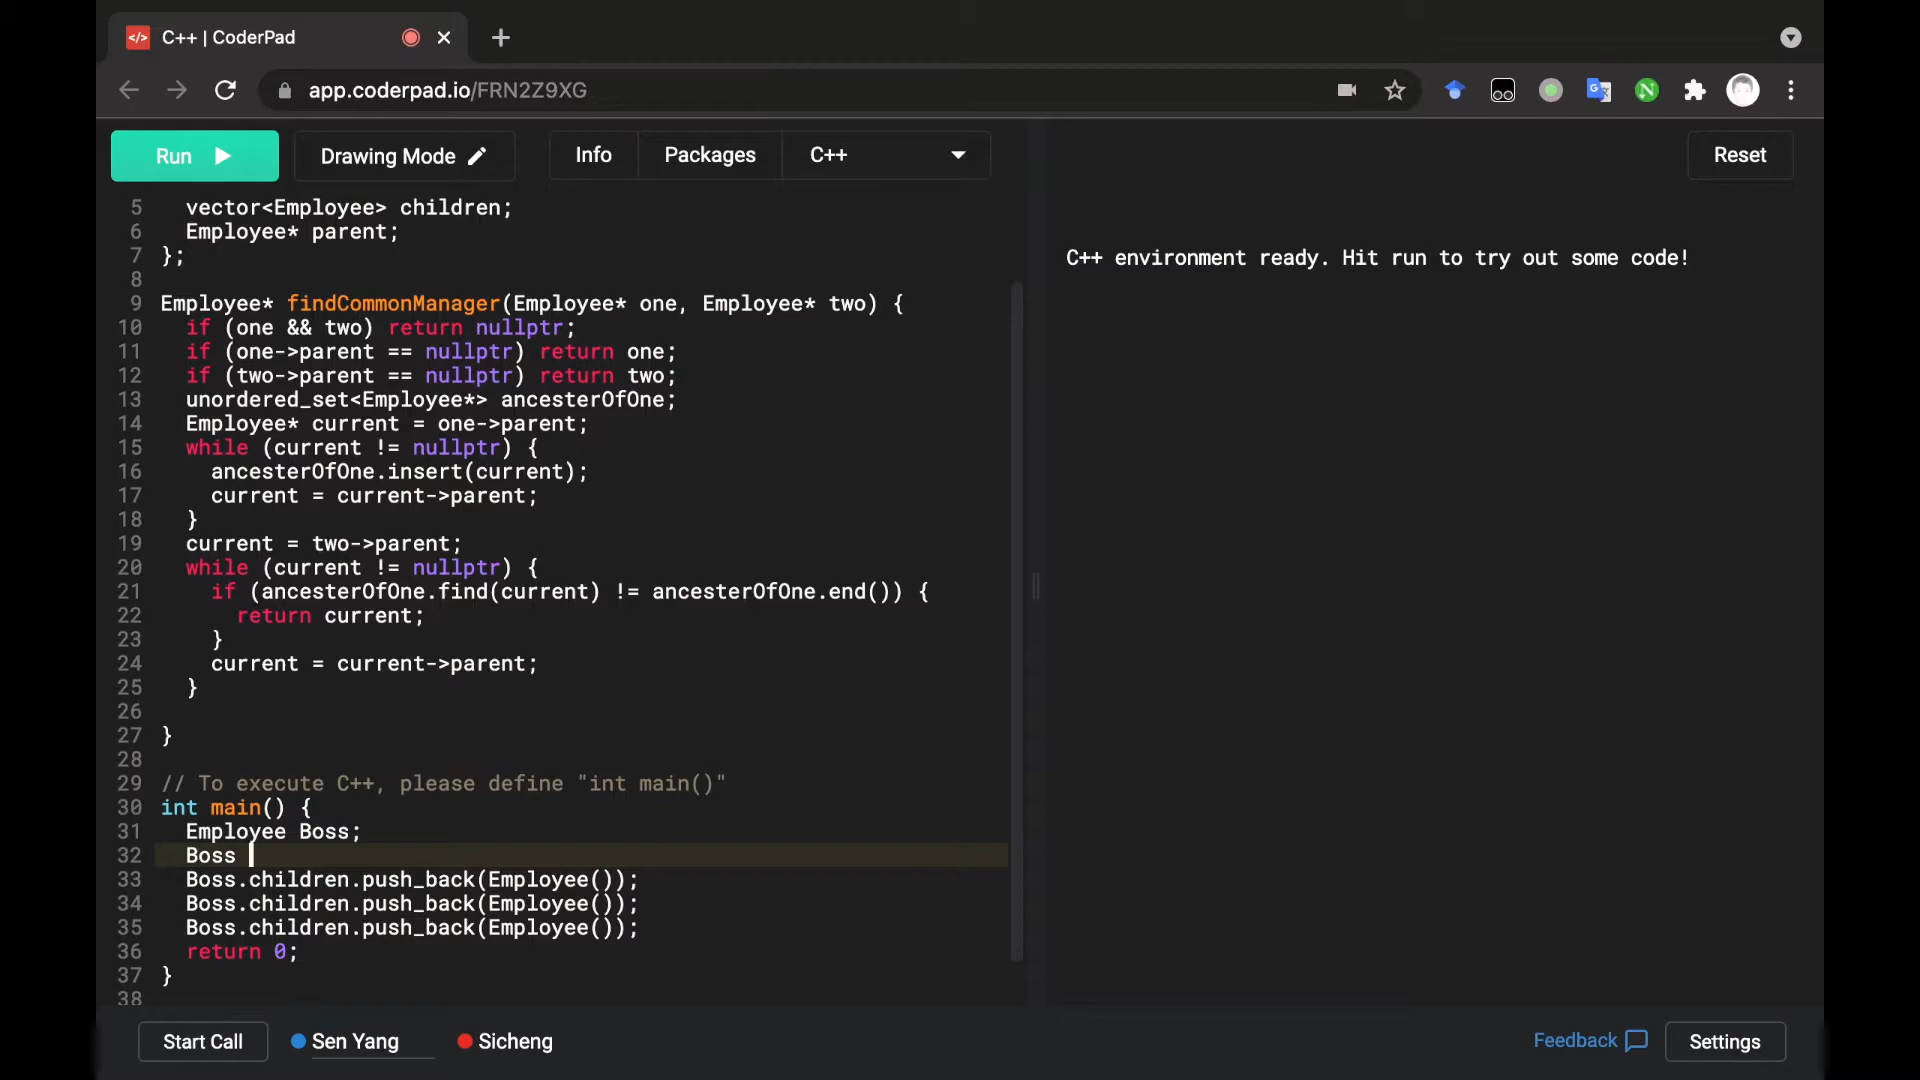 C++ | CoderPad
app.coderpad.io/FRN2Z9XG
Run
Drawing Mode
Info
Packages
C++
Reset
5 vector<Employee> children;
6 Employee* parent;
7 };
8
9 Employee* findCommonManager(Employee* one, Employee* two) {
10 if (one && two) return nullptr;
11 if (one->parent == nullptr) return one;
12 if (two->parent == nullptr) return two;
13 unordered_set<Employee*> ancesterOfOne;
14 Employee* current = one->parent;
15 while (current != nullptr) {
16 ancesterOfOne.insert(current);
17 current = current->parent;
18 }
19 current = two->parent;
20 while (current != nullptr) {
21 if (ancesterOfOne.find(current) != ancesterOfOne.end()) {
22 return current;
23 }
24 current = current->parent;
25 }
26
27 }
28
29 // To execute C++, please define "int main()"
30 int main() {
31 Employee Boss;
32 Boss
33 Boss.children.push_back(Employee());
34 Boss.children.push_back(Employee());
35 Boss.children.push_back(Employee());
36 return 0;
37 }
38
C++ environment ready. Hit run to try out some code!
Start Call
Sen Yang
Sicheng
Feedback
Settings